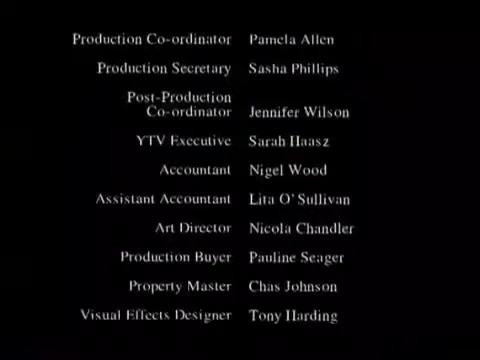 Production Co-ordinator Pamela Allen
Production Secretary Sasha Phillips
Post-Production
Co-ordinator Jennifer Wilson
YTV Executive Sarah Haasz
Accountant Nigel Wood
Assistant Accountant Lita O'Sullivan
Art Director Nicola Chandler
Production Buyer Pauline Seager
Property Master Chas Johnson
Visual Effects Designer Tony Harding